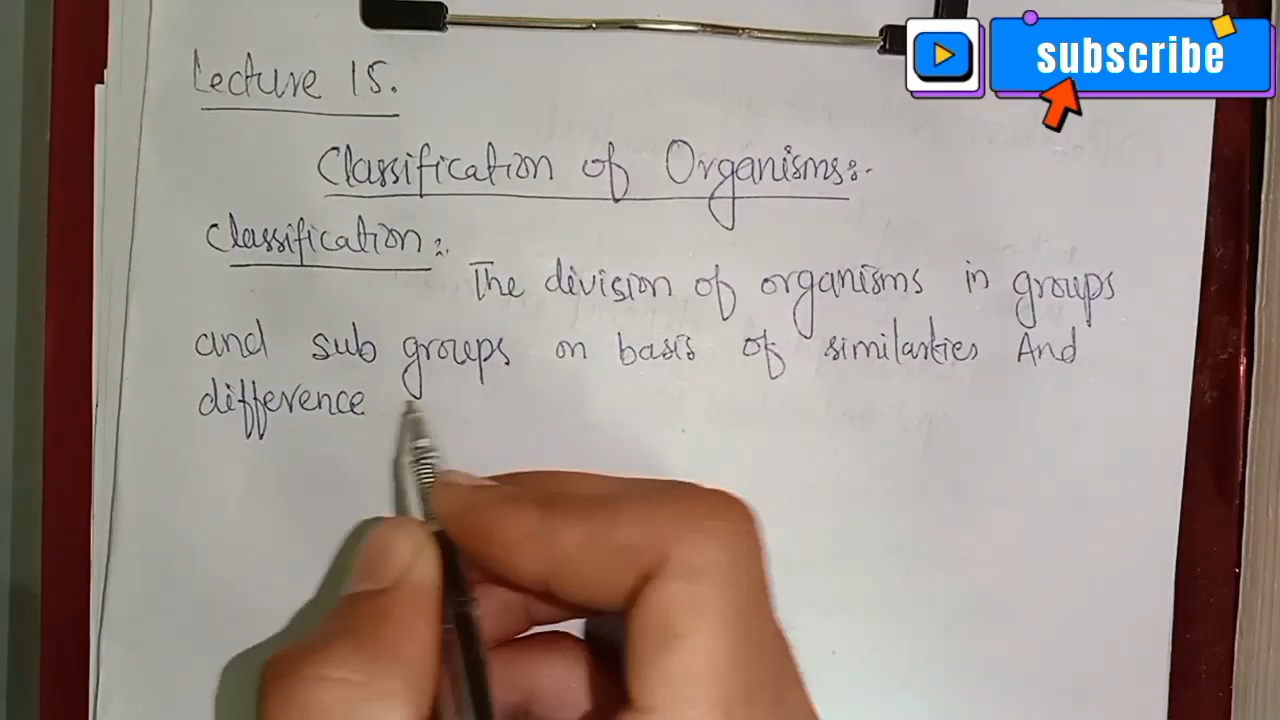 Lecture 15.
subscribe
Classification of Organisms:-
Classification:-
The division of organisms in groups
and sub groups on basis of similarties And
difference